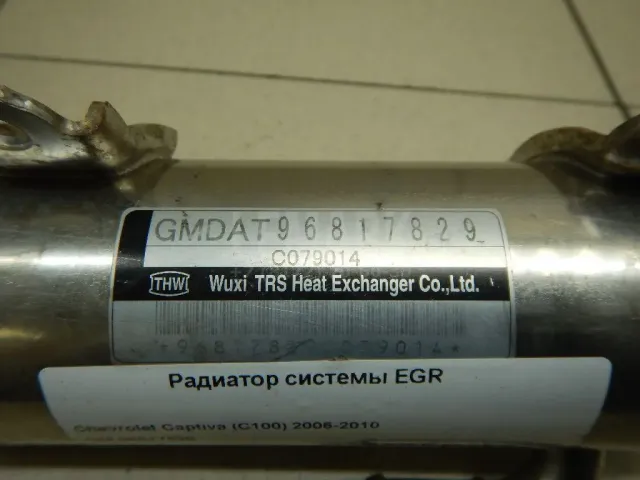 GMDAT96817829
C079014
THW Wuxi TRS Heat Exchanger Co.,Ltd.
Радиатор системы EGR
Chevrolet Captiva (C100) 2006-2010